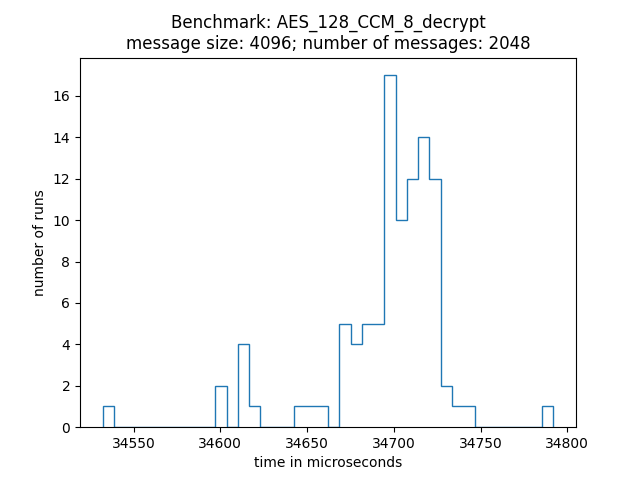 Benchmark: AES_128_CCM_8_decrypt
message size: 4096; number of messages: 2048
number of runs
16
14
12
10
8
6
4
2
0
34550 34600 34650 34700 34750 34800
time in microseconds